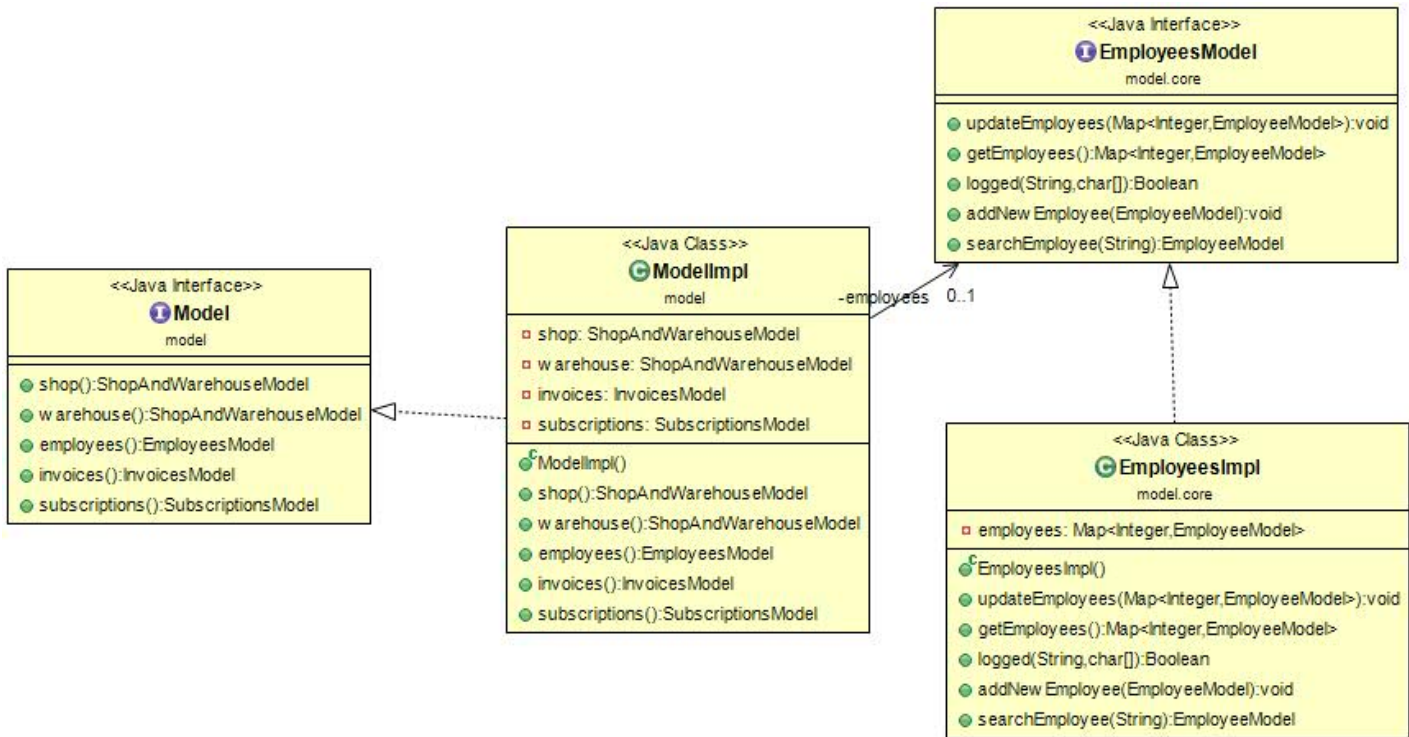 <<Java Interface>>
Model
model
shop():ShopAndWarehouseModel
warehouse():ShopAndWarehouseModel
employees():EmployeesModel
invoices():InvoicesModel
subscriptions():SubscriptionsModel
<<Java Class>>
ModelImpl
model
shop: ShopAndWarehouseModel
warehouse: ShopAndWarehouseModel
invoices: InvoicesModel
subscriptions: SubscriptionsModel
ModelImpl()
shop():ShopAndWarehouseModel
warehouse():ShopAndWarehouseModel
employees():EmployeesModel
invoices():InvoicesModel
subscriptions():SubscriptionsModel
-employees 0..1
<<Java Interface>>
EmployeesModel
model.core
updateEmployees(Map<Integer,EmployeeModel>):void
getEmployees():Map<Integer,EmployeeModel>
logged(String,char[]):Boolean
addNewEmployee(EmployeeModel):void
searchEmployee(String):EmployeeModel
<<Java Class>>
EmployeesImpl
model.core
employees: Map<Integer,EmployeeModel>
EmployeesImpl()
updateEmployees(Map<Integer,EmployeeModel>):void
getEmployees():Map<Integer,EmployeeModel>
logged(String,char[]):Boolean
addNewEmployee(EmployeeModel):void
searchEmployee(String):EmployeeModel